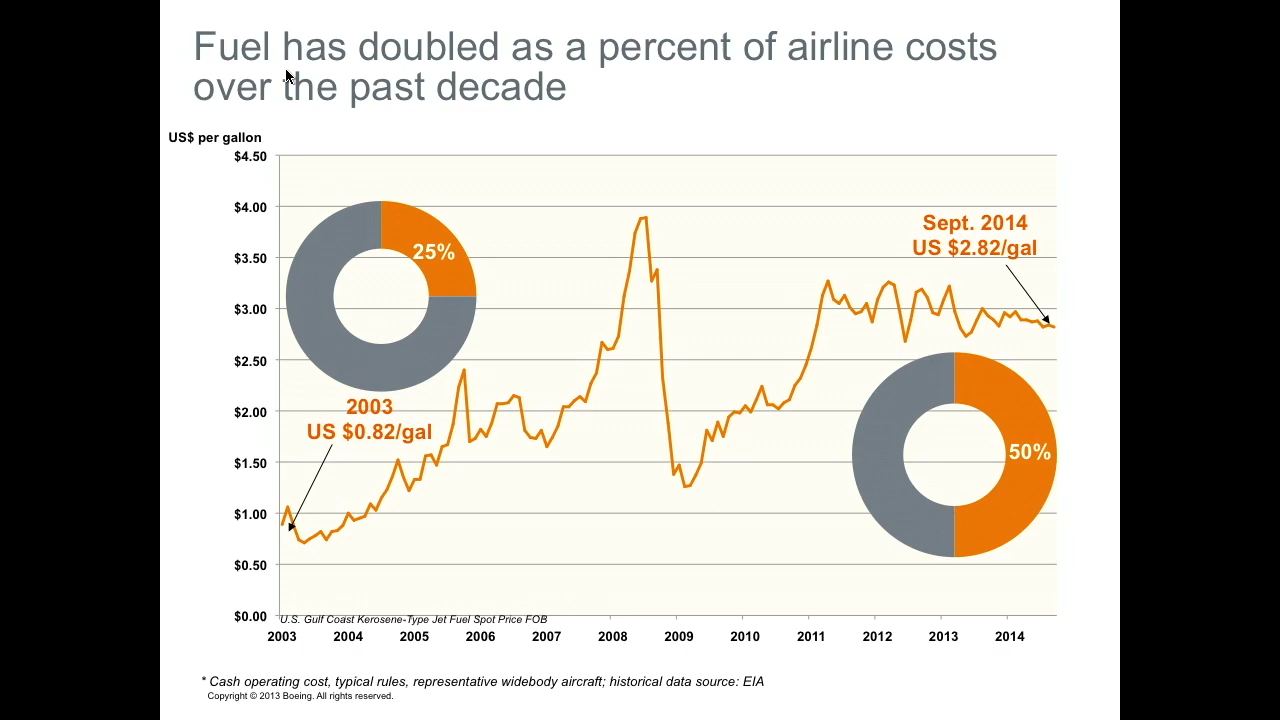 Fuel has doubled as a percent of airline costs
over the past decade
US$ per gallon
$4.50
$4.00
$3.50
$3.00
$2.50
$2.00
$1.50
$1.00
$0.50
$0.00
25%
2003
US $0.82/gal
Sept. 2014
US $2.82/gal
50%
U.S. Gulf Coast Kerosene-Type Jet Fuel Spot Price FOB
2003 2004 2005 2006 2007 2008 2009 2010 2011 2012 2013 2014
* Cash operating cost, typical rules, representative widebody aircraft; historical data source: EIA
Copyright © 2013 Boeing. All rights reserved.